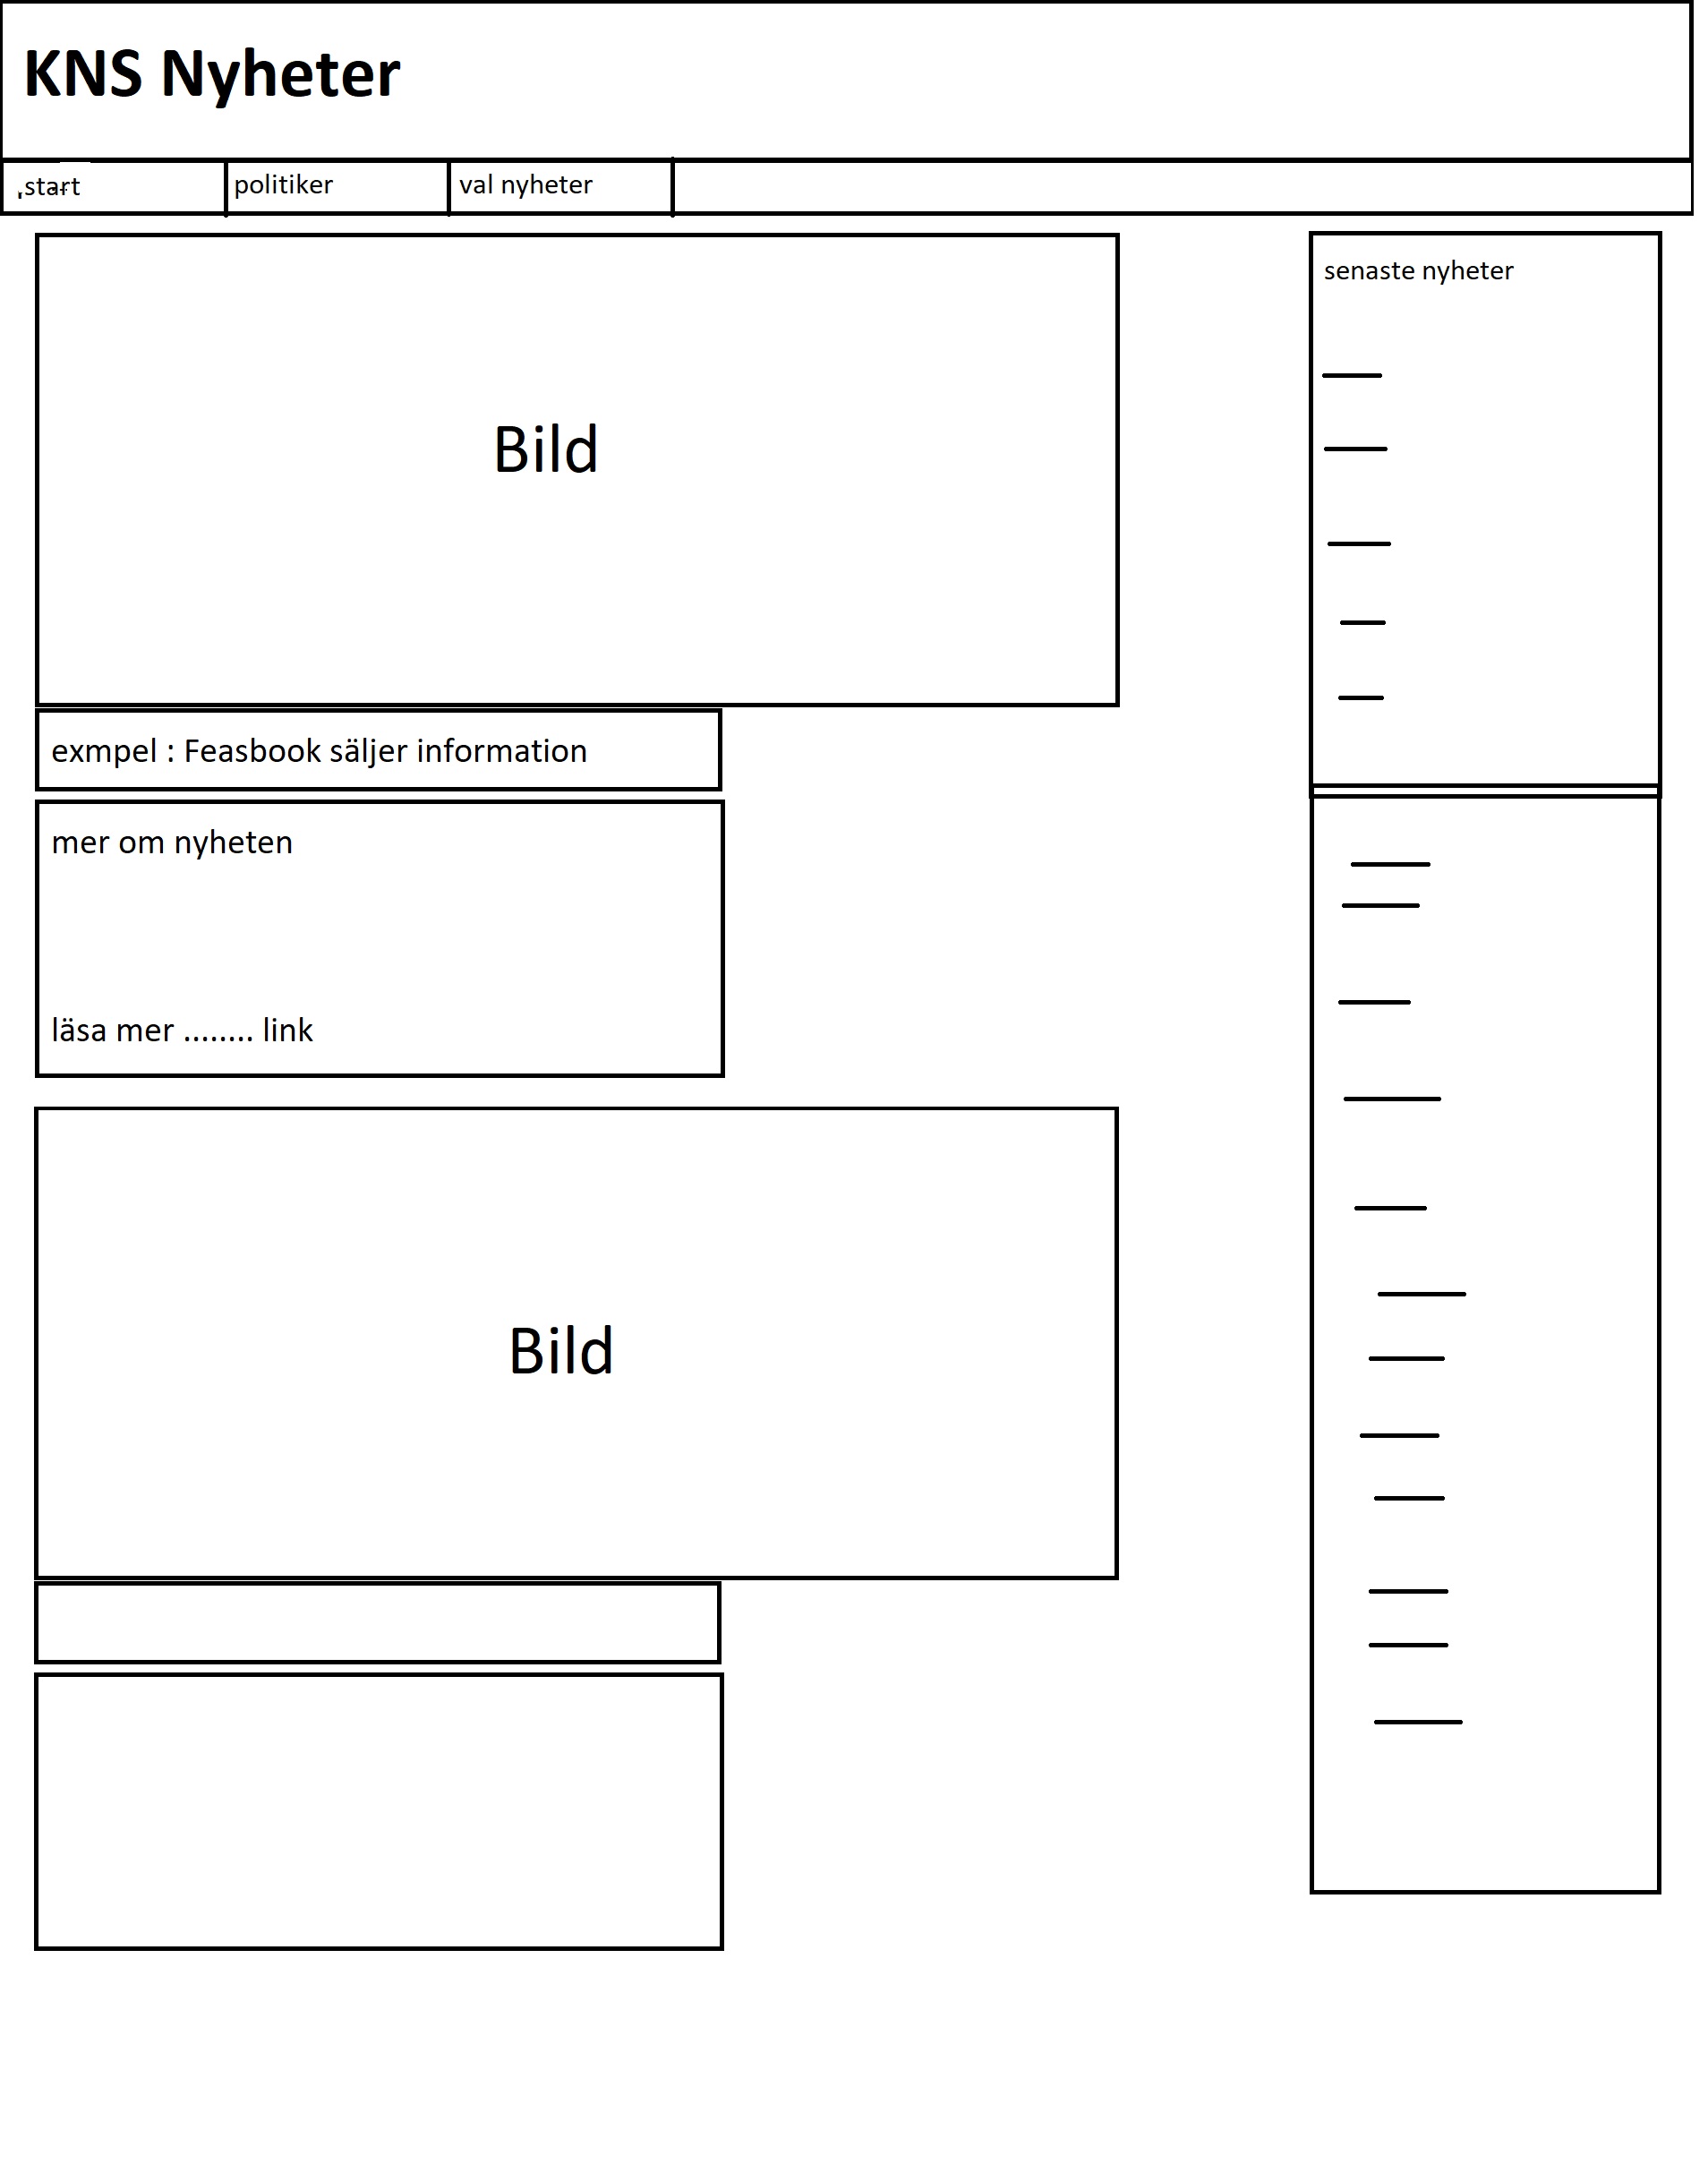 KNS Nyheter
start
politiker
val nyheter
senaste nyheter
Bild
exmpel : Feasbook säljer information
mer om nyheten
läsa mer ........ link
Bild